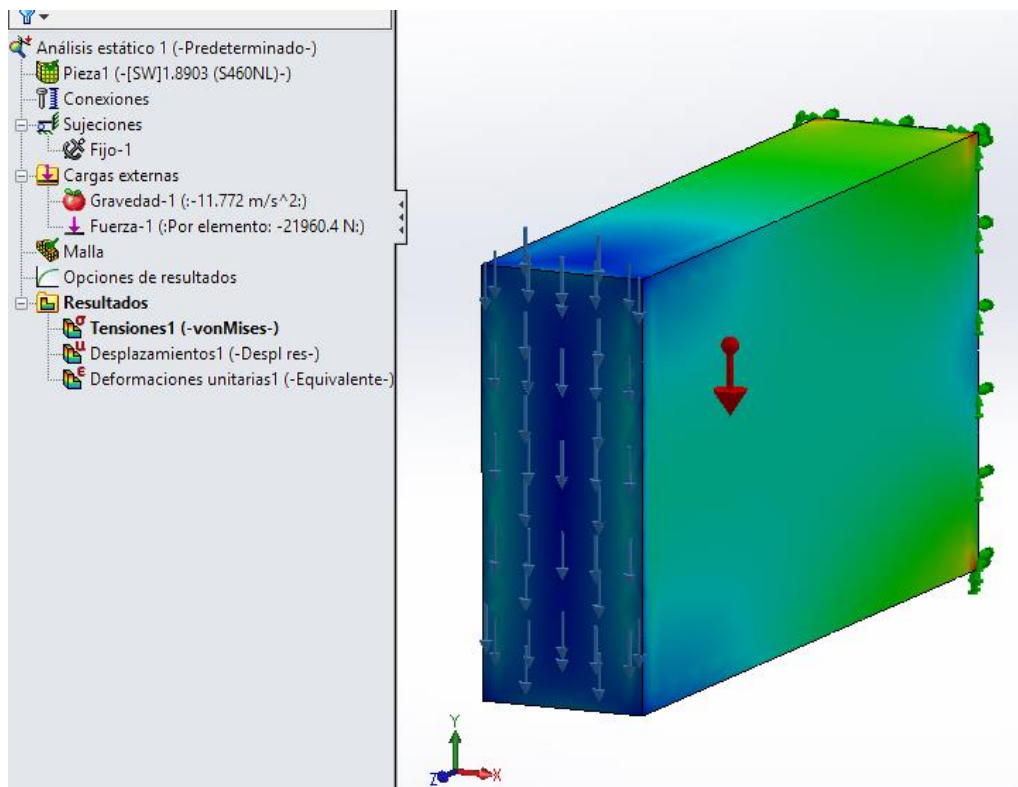 Análisis estático 1 (-Predeterminado-)
Pieza1 (-[SW]1.8903 (S460NL)-)
Conexiones
Sujeciones
Fijo-1
Cargas externas
Gravedad-1 (:-11.772 m/s^2:)
Fuerza-1 (:Por elemento: -21960.4 N:)
Malla
Opciones de resultados
Resultados
Tensiones1 (-vonMises-)
Desplazamientos1 (-Despl res-)
Deformaciones unitarias1 (-Equivalente-)
Y
Z
X